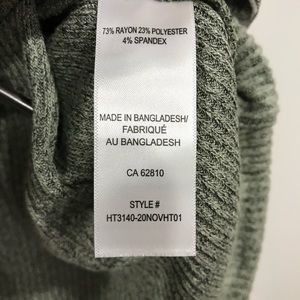 73% RAYON 23% POLYESTER
4% SPANDEX
MADE IN BANGLADESH/
FABRIQUÉ
AU BANGLADESH
CA 62810
STYLE #
HT3140-20NOVHT01